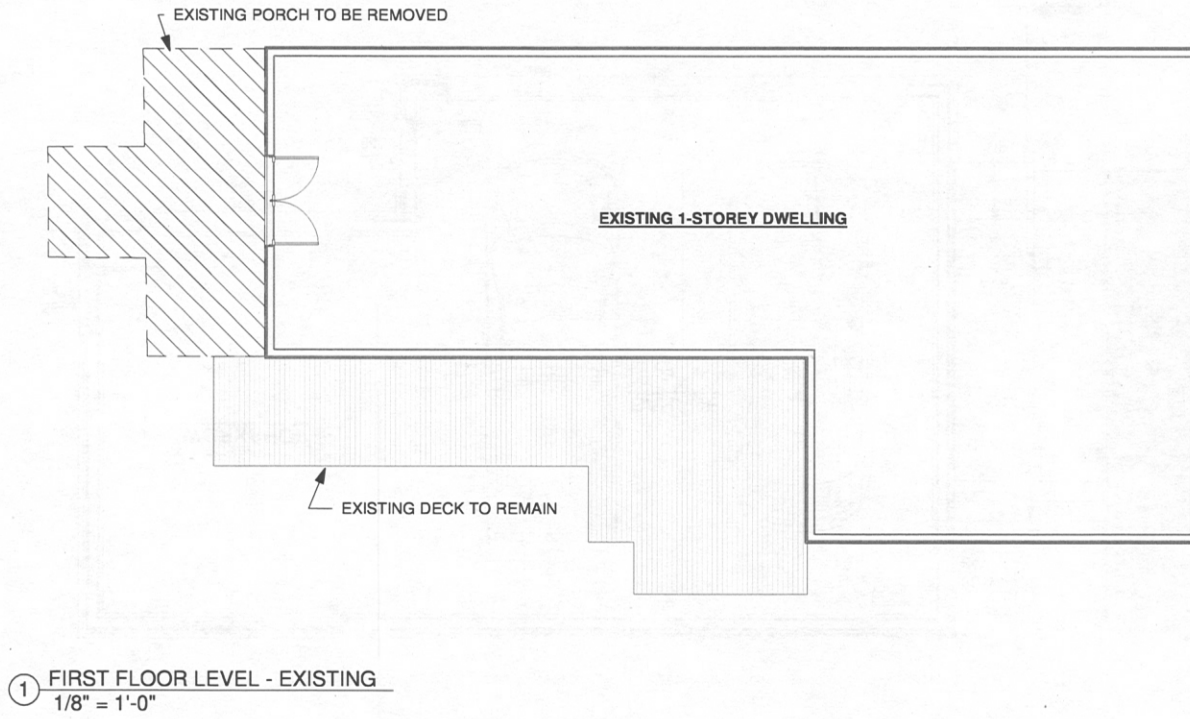 EXISTING PORCH TO BE REMOVED
EXISTING 1-STOREY DWELLING
EXISTING DECK TO REMAIN
1 FIRST FLOOR LEVEL - EXISTING
1/8" = 1'-0"